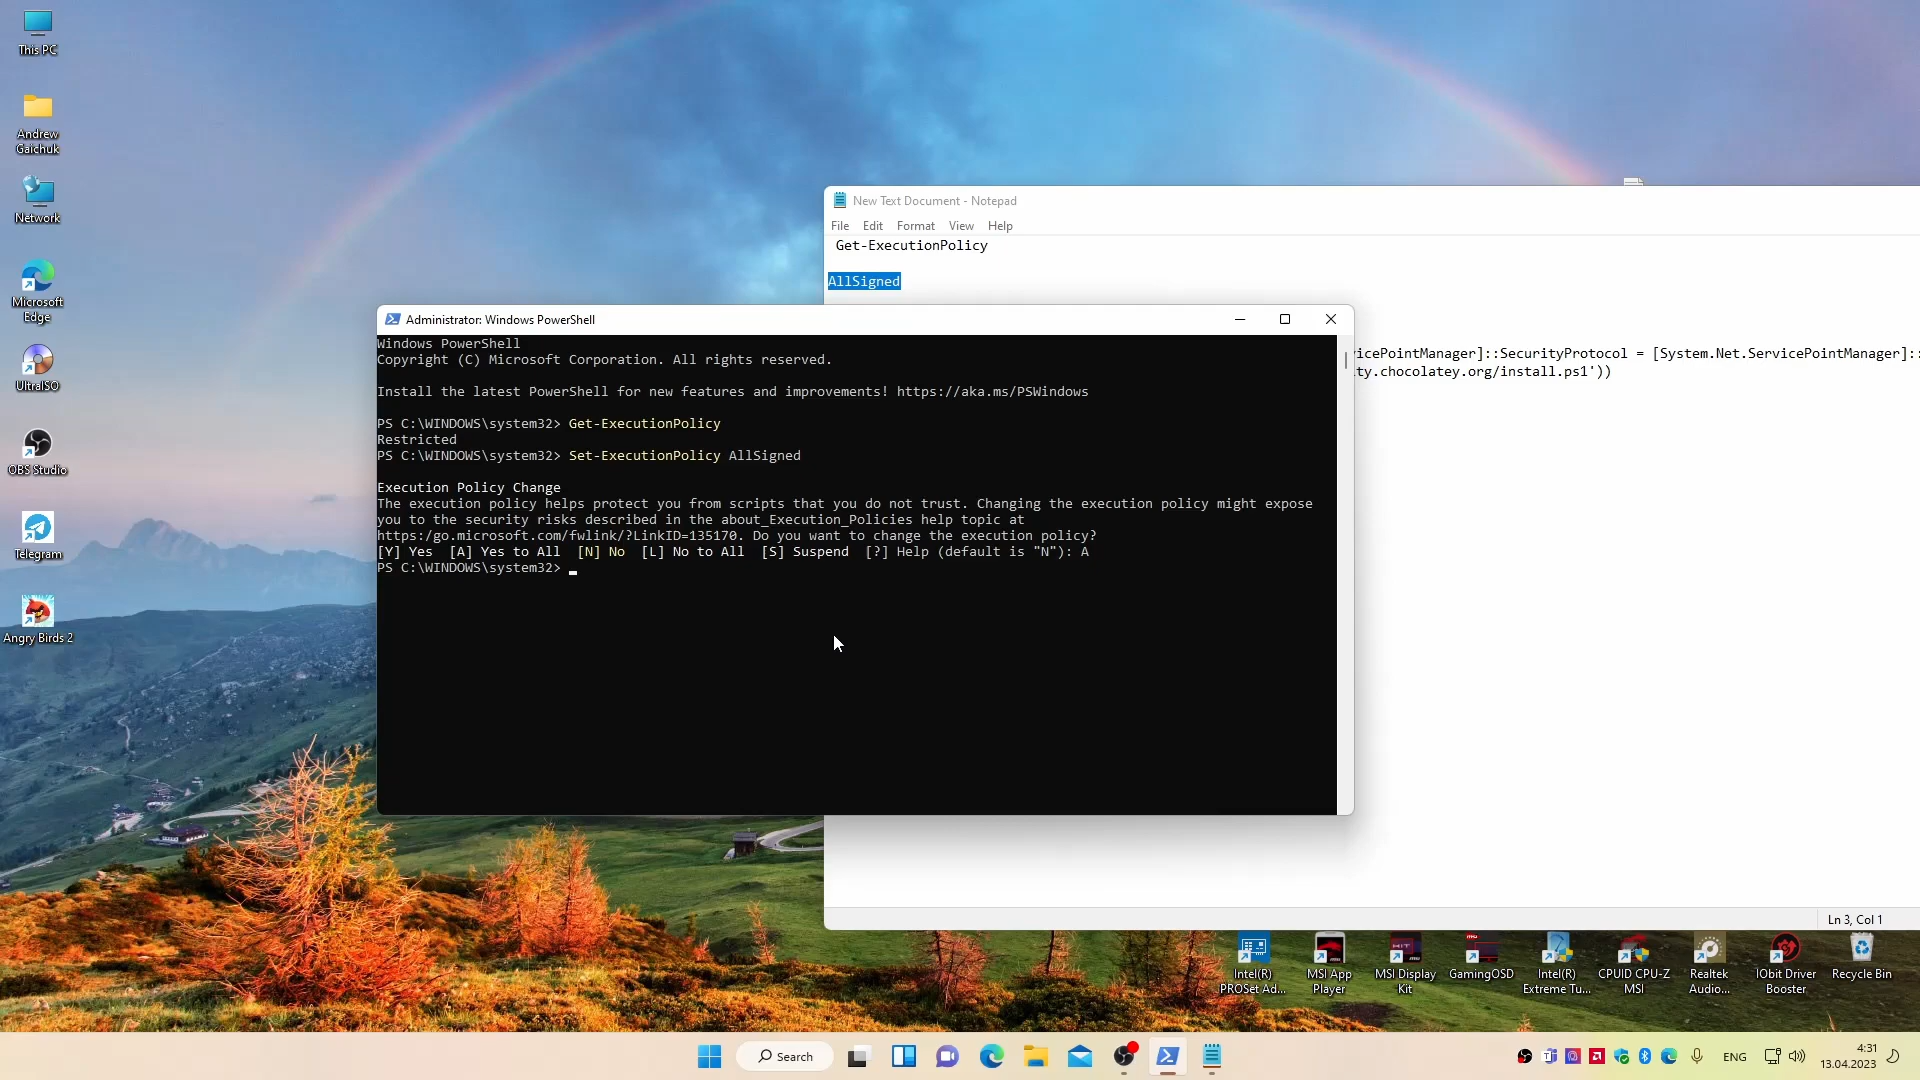 This PC
Andrew
Gaichuk
Network
Microsoft
Edge
UltraISO
OBS Studio
Telegram
Angry Birds 2
New Text Document - Notepad
File Edit Format View Help
Get-ExecutionPolicy
AllSigned
vicePointManager]::SecurityProtocol = [System.Net.ServicePointManager]::
ty.chocolatey.org/install.ps1'))
Ln 3, Col 1
Administrator: Windows PowerShell
Windows PowerShell
Copyright (C) Microsoft Corporation. All rights reserved.
Install the latest PowerShell for new features and improvements! https://aka.ms/PSWindows
PS C:\WINDOWS\system32> Get-ExecutionPolicy
Restricted
PS C:\WINDOWS\system32> Set-ExecutionPolicy AllSigned
Execution Policy Change
The execution policy helps protect you from scripts that you do not trust. Changing the execution policy might expose
you to the security risks described in the about_Execution_Policies help topic at
https:/go.microsoft.com/fwlink/?LinkID=135170. Do you want to change the execution policy?
[Y] Yes [A] Yes to All [N] No [L] No to All [S] Suspend [?] Help (default is "N"): A
PS C:\WINDOWS\system32>
Intel(R)
PROSet Ad...
MSI App
Player
MSI Display
Kit
GamingOSD
Intel(R)
Extreme Tu...
CPUID CPU-Z
MSI
Realtek
Audio...
IObit Driver
Booster
Recycle Bin
Search
ENG
4:31
13.04.2023